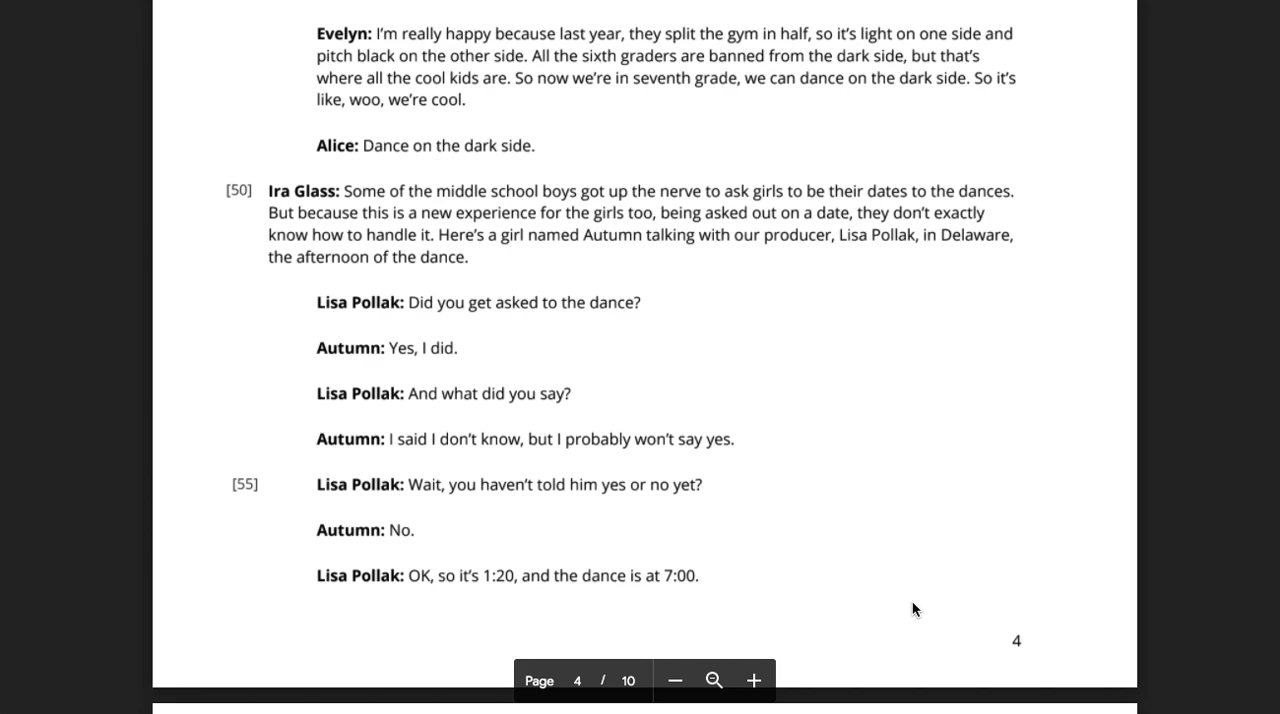 Evelyn: I’m really happy because last year, they split the gym in half, so it’s light on one side and
pitch black on the other side. All the sixth graders are banned from the dark side, but that’s
where all the cool kids are. So now we’re in seventh grade, we can dance on the dark side. So it’s
like, woo, we’re cool.
Alice: Dance on the dark side.
[50] Ira Glass: Some of the middle school boys got up the nerve to ask girls to be their dates to the dances.
But because this is a new experience for the girls too, being asked out on a date, they don’t exactly
know how to handle it. Here’s a girl named Autumn talking with our producer, Lisa Pollak, in Delaware,
the afternoon of the dance.
Lisa Pollak: Did you get asked to the dance?
Autumn: Yes, I did.
Lisa Pollak: And what did you say?
Autumn: I said I don’t know, but I probably won’t say yes.
[55] Lisa Pollak: Wait, you haven’t told him yes or no yet?
Autumn: No.
Lisa Pollak: OK, so it’s 1:20, and the dance is at 7:00.
4
Page 4 / 10